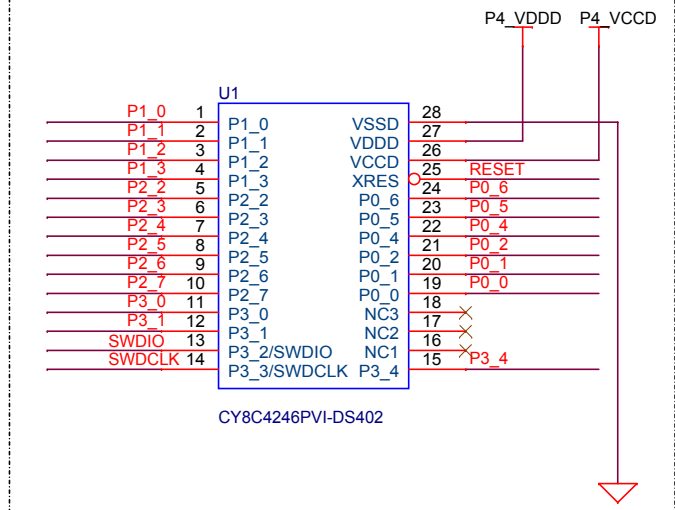 P4_VDDD P4_VCCD
U1
P1_0 1 P1_0 VSSD 28
P1_1 2 P1_1 VDDD 27
P1_2 3 P1_2 VCCD 26
P1_3 4 P1_3 XRES 25 RESET
P2_2 5 P2_2 P0_6 24 P0_6
P2_3 6 P2_3 P0_5 23 P0_5
P2_4 7 P2_4 P0_4 22 P0_4
P2_5 8 P2_5 P0_2 21 P0_2
P2_6 9 P2_6 P0_1 20 P0_1
P2_7 10 P2_7 P0_0 19 P0_0
P3_0 11 P3_0 NC3 18
P3_1 12 P3_1 NC2 17
SWDIO 13 P3_2/SWDIO NC1 16
SWDCLK 14 P3_3/SWDCLK P3_4 15 P3_4
CY8C4246PVI-DS402